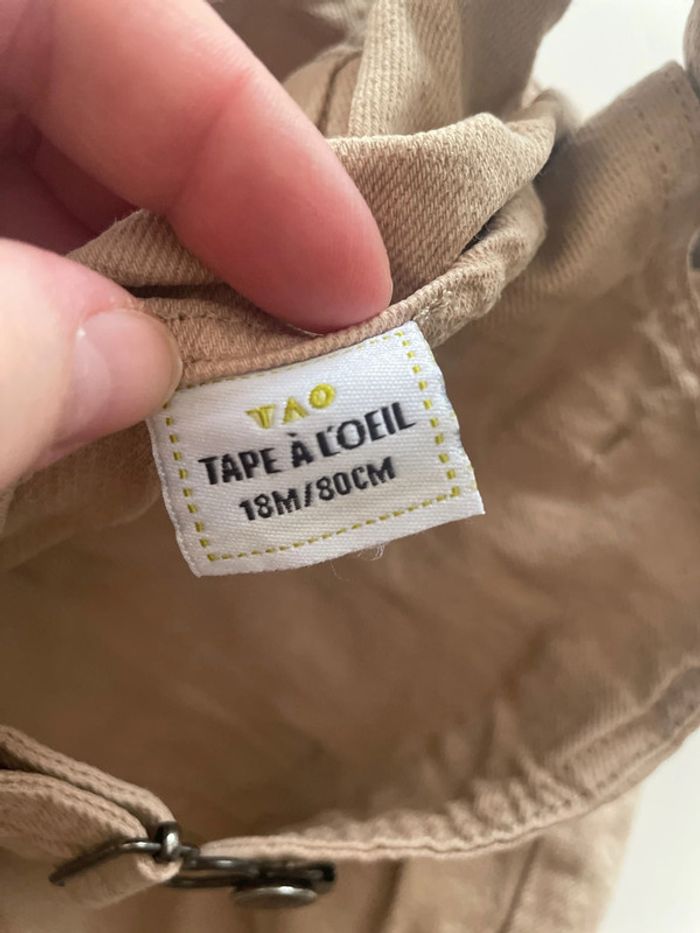 TAO
TAPE À L'OEIL
18M/80CM